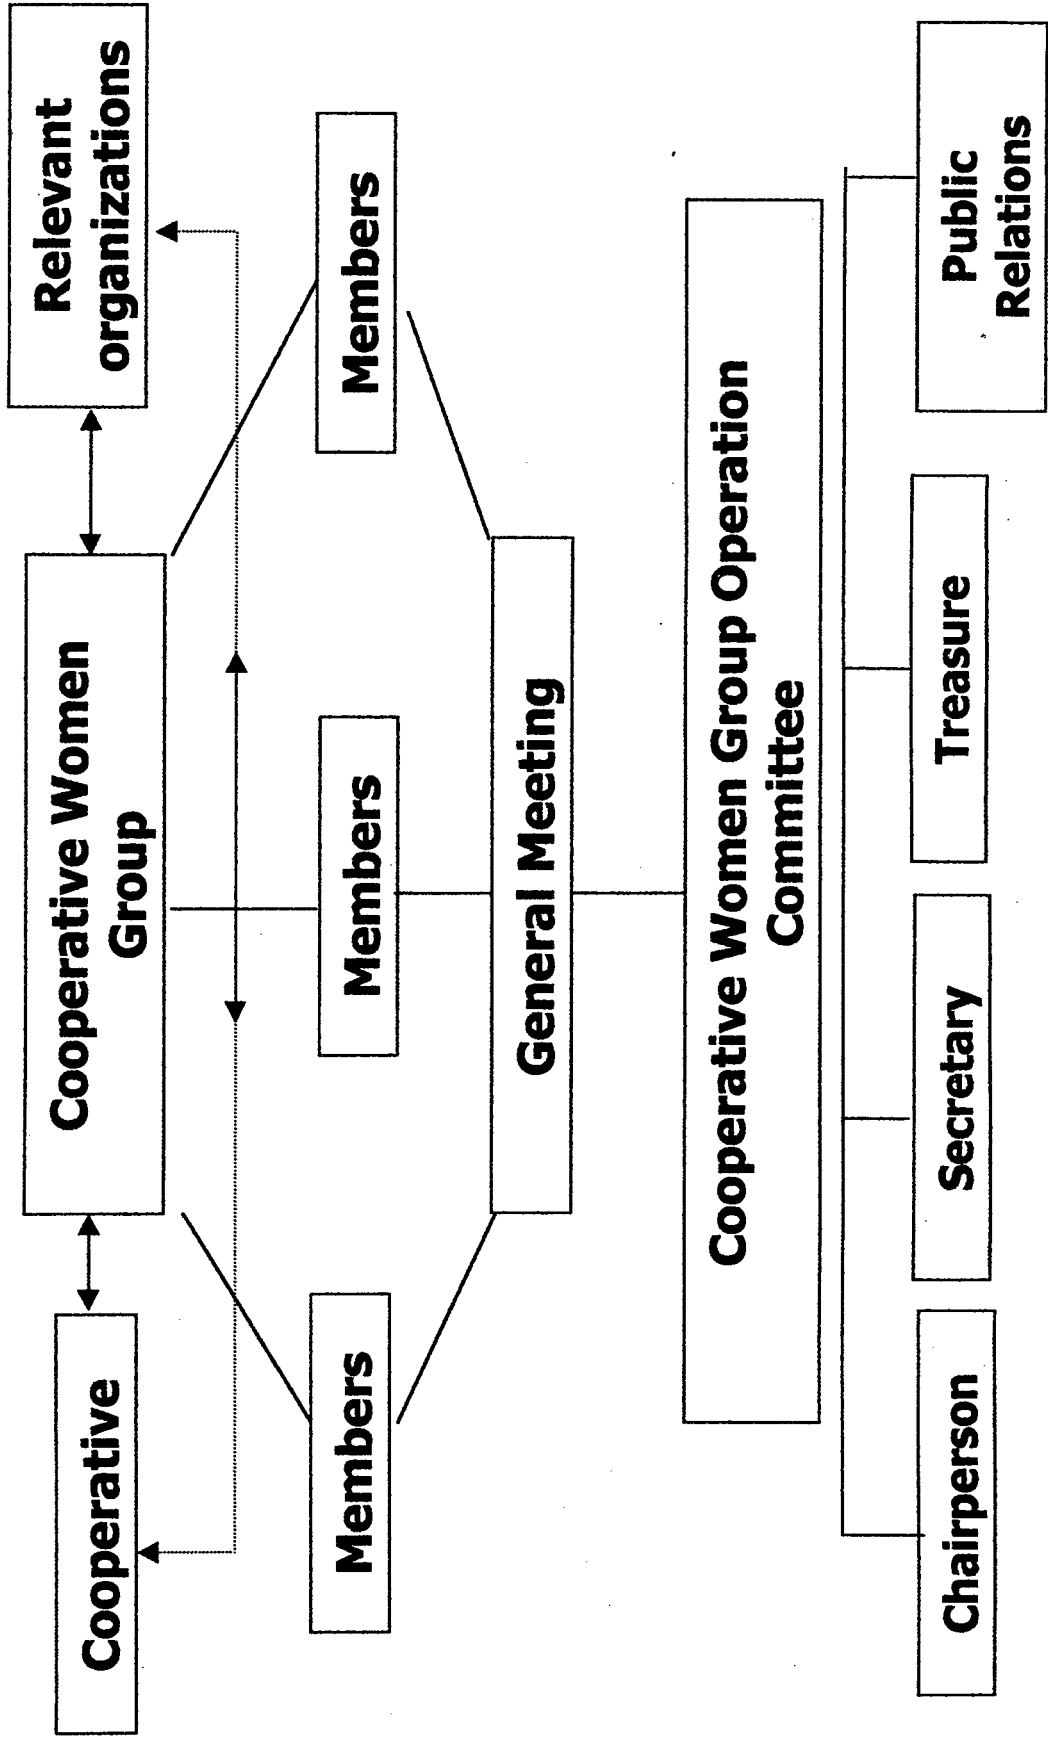 Cooperative
Cooperative Women
Group
Relevant
organizations
Members
Members
Members
General Meeting
Cooperative Women Group Operation
Committee
Chairperson
Secretary
Treasure
Public
Relations